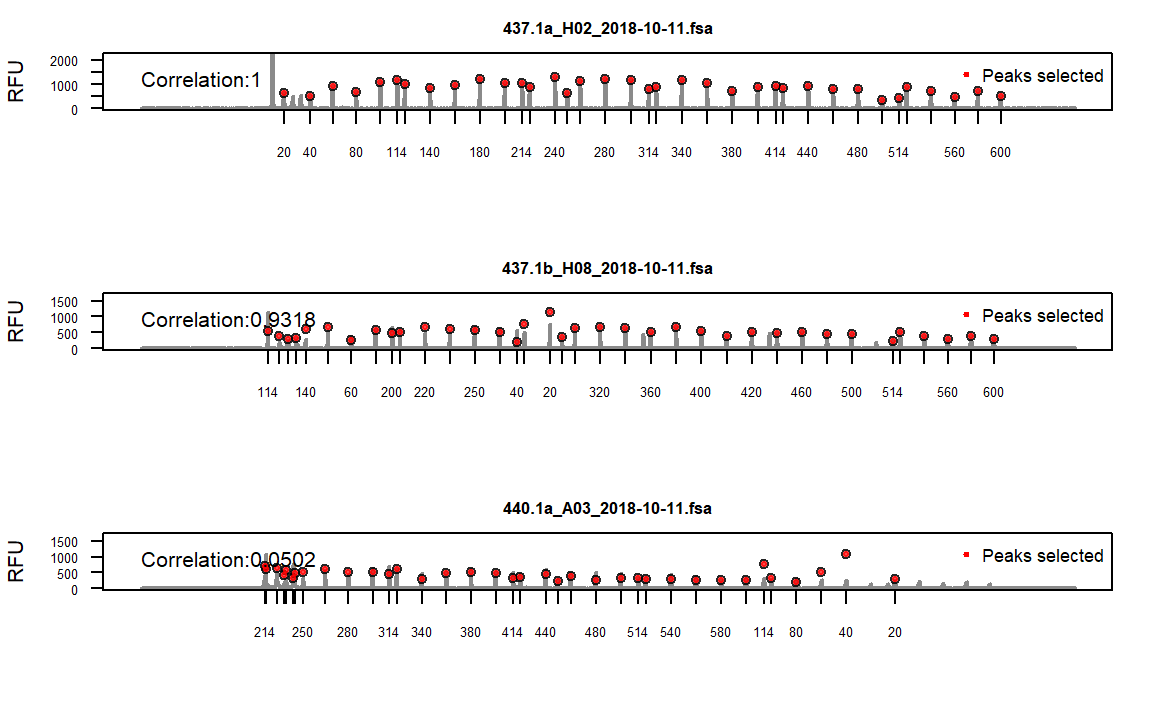 437.1a_H02_2018-10-11.fsa
RFU
2000
1000
0
Correlation:1
Peaks selected
20 40 80 114 140 180 214 240 280 314 340 380 414 440 480 514 560 600
437.1b_H08_2018-10-11.fsa
RFU
1500
1000
500
0
Correlation:0.9318
Peaks selected
114 140 60 200 220 250 40 20 320 360 400 420 460 500 514 560 600
440.1a_A03_2018-10-11.fsa
RFU
1500
1000
500
0
Correlation:0.0502
Peaks selected
214 250 280 314 340 380 414 440 480 514 540 580 114 80 40 20